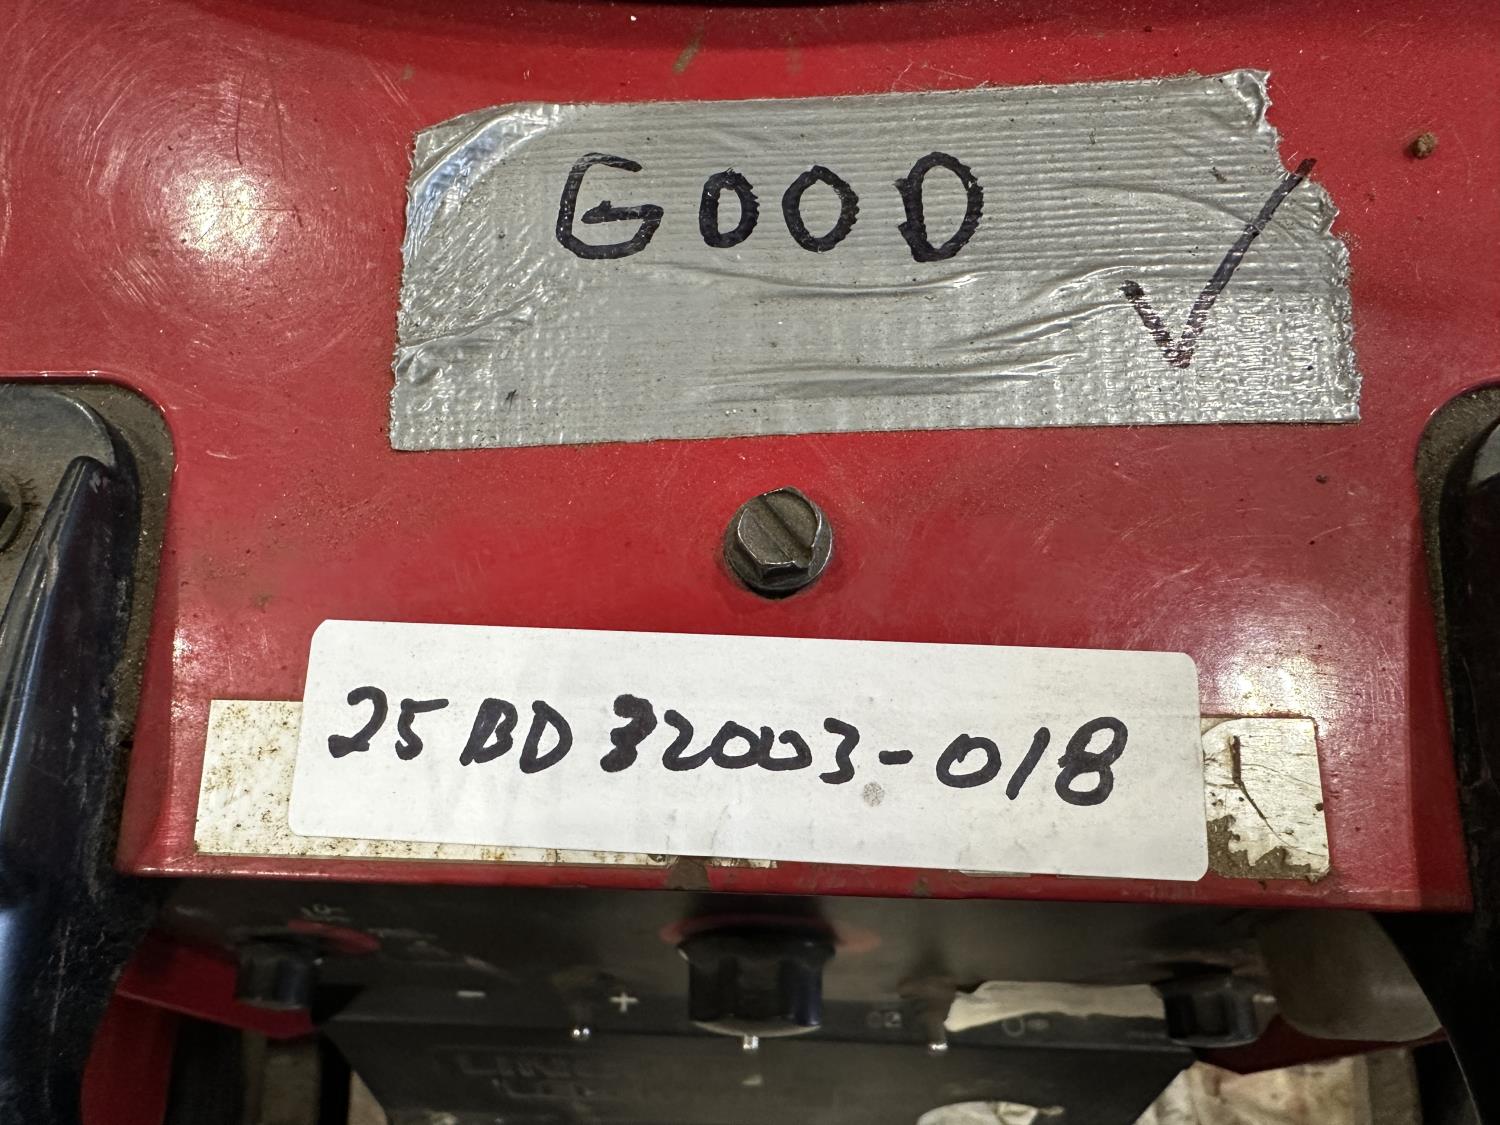 GOOD ✓
25BD32003-018
- +